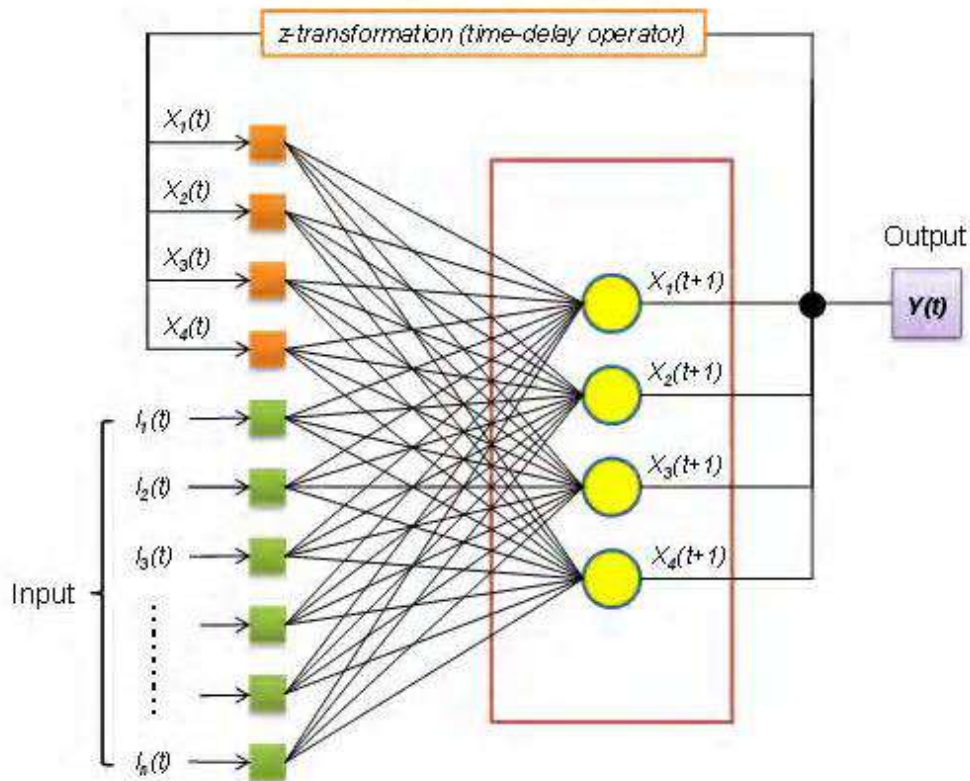 z-transformation (time-delay operator)
X₁(t)
X₂(t)
X₃(t)
X₄(t)
I₁(t)
I₂(t)
I₃(t)
Iₙ(t)
Input
X₁(t+1)
X₂(t+1)
X₃(t+1)
X₄(t+1)
Output
Y(t)